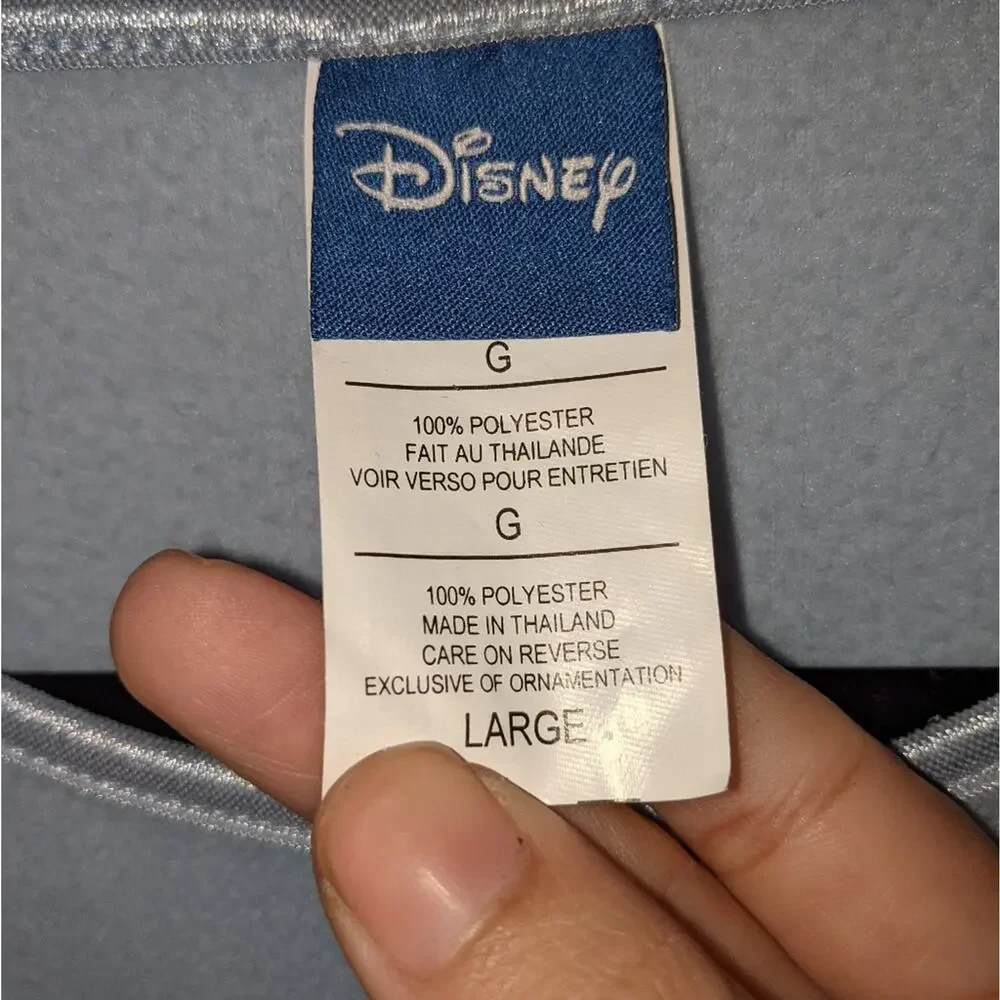 Disney
G
100% POLYESTER
FAIT AU THAILANDE
VOIR VERSO POUR ENTRETIEN
G
100% POLYESTER
MADE IN THAILAND
CARE ON REVERSE
EXCLUSIVE OF ORNAMENTATION
LARGE